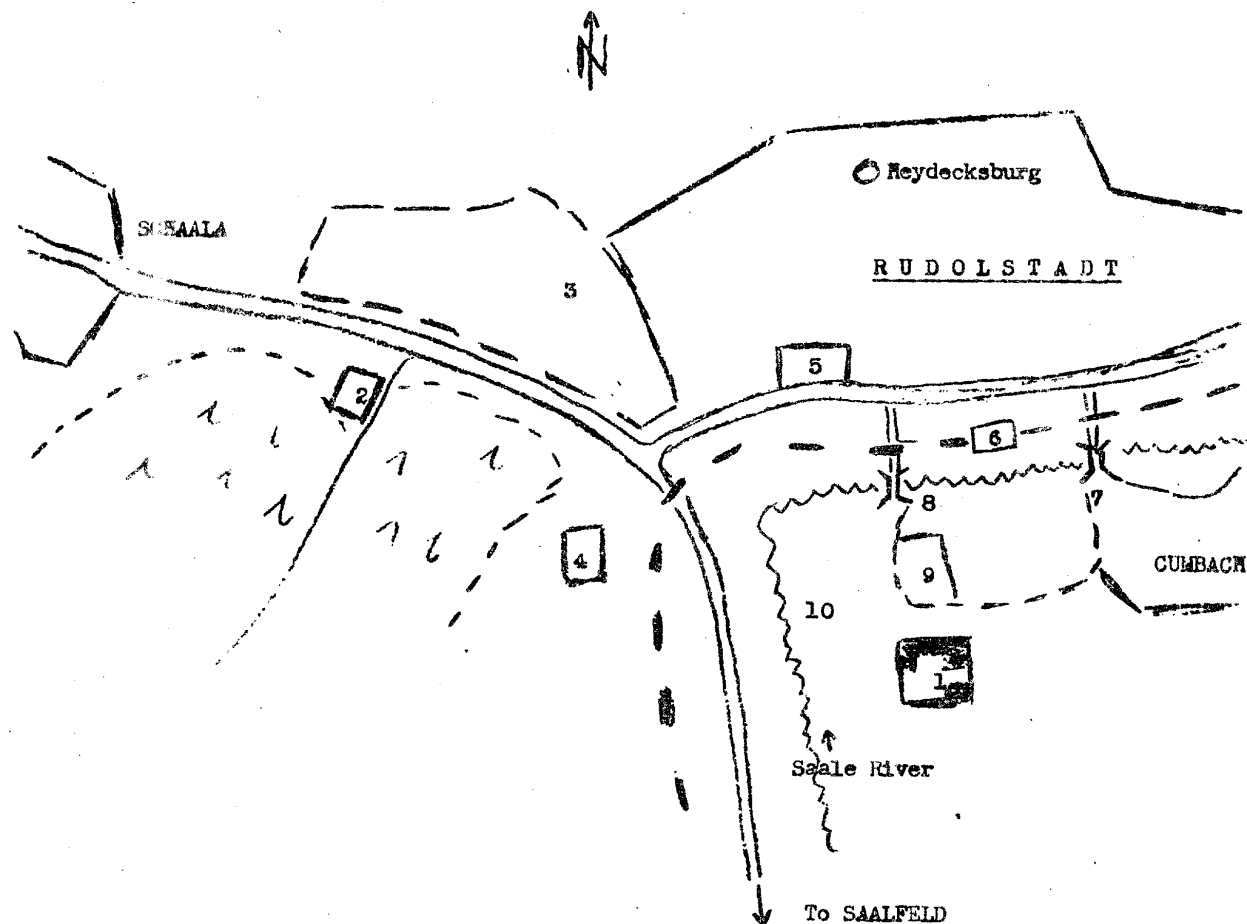 N
Heydecksburg
SCHAALA
RUDOLSTADT
3
5
2
6
8
7
4
9
CUMBACH
10
1
Saale River
To SAALFELD